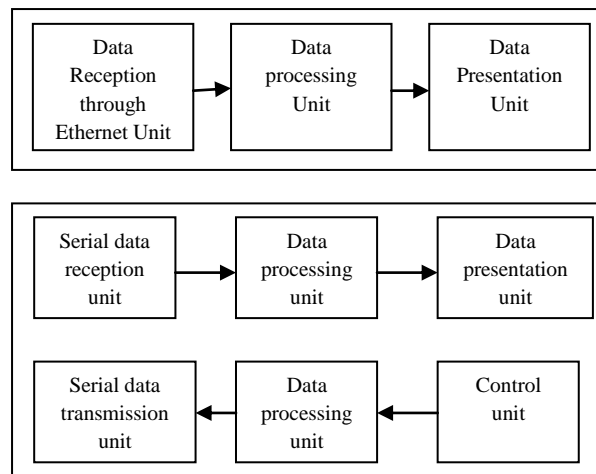 Data
Reception
through
Ethernet Unit
Data
processing
Unit
Data
Presentation
Unit
Serial data
reception
unit
Data
processing
unit
Data
presentation
unit
Serial data
transmission
unit
Data
processing
unit
Control
unit